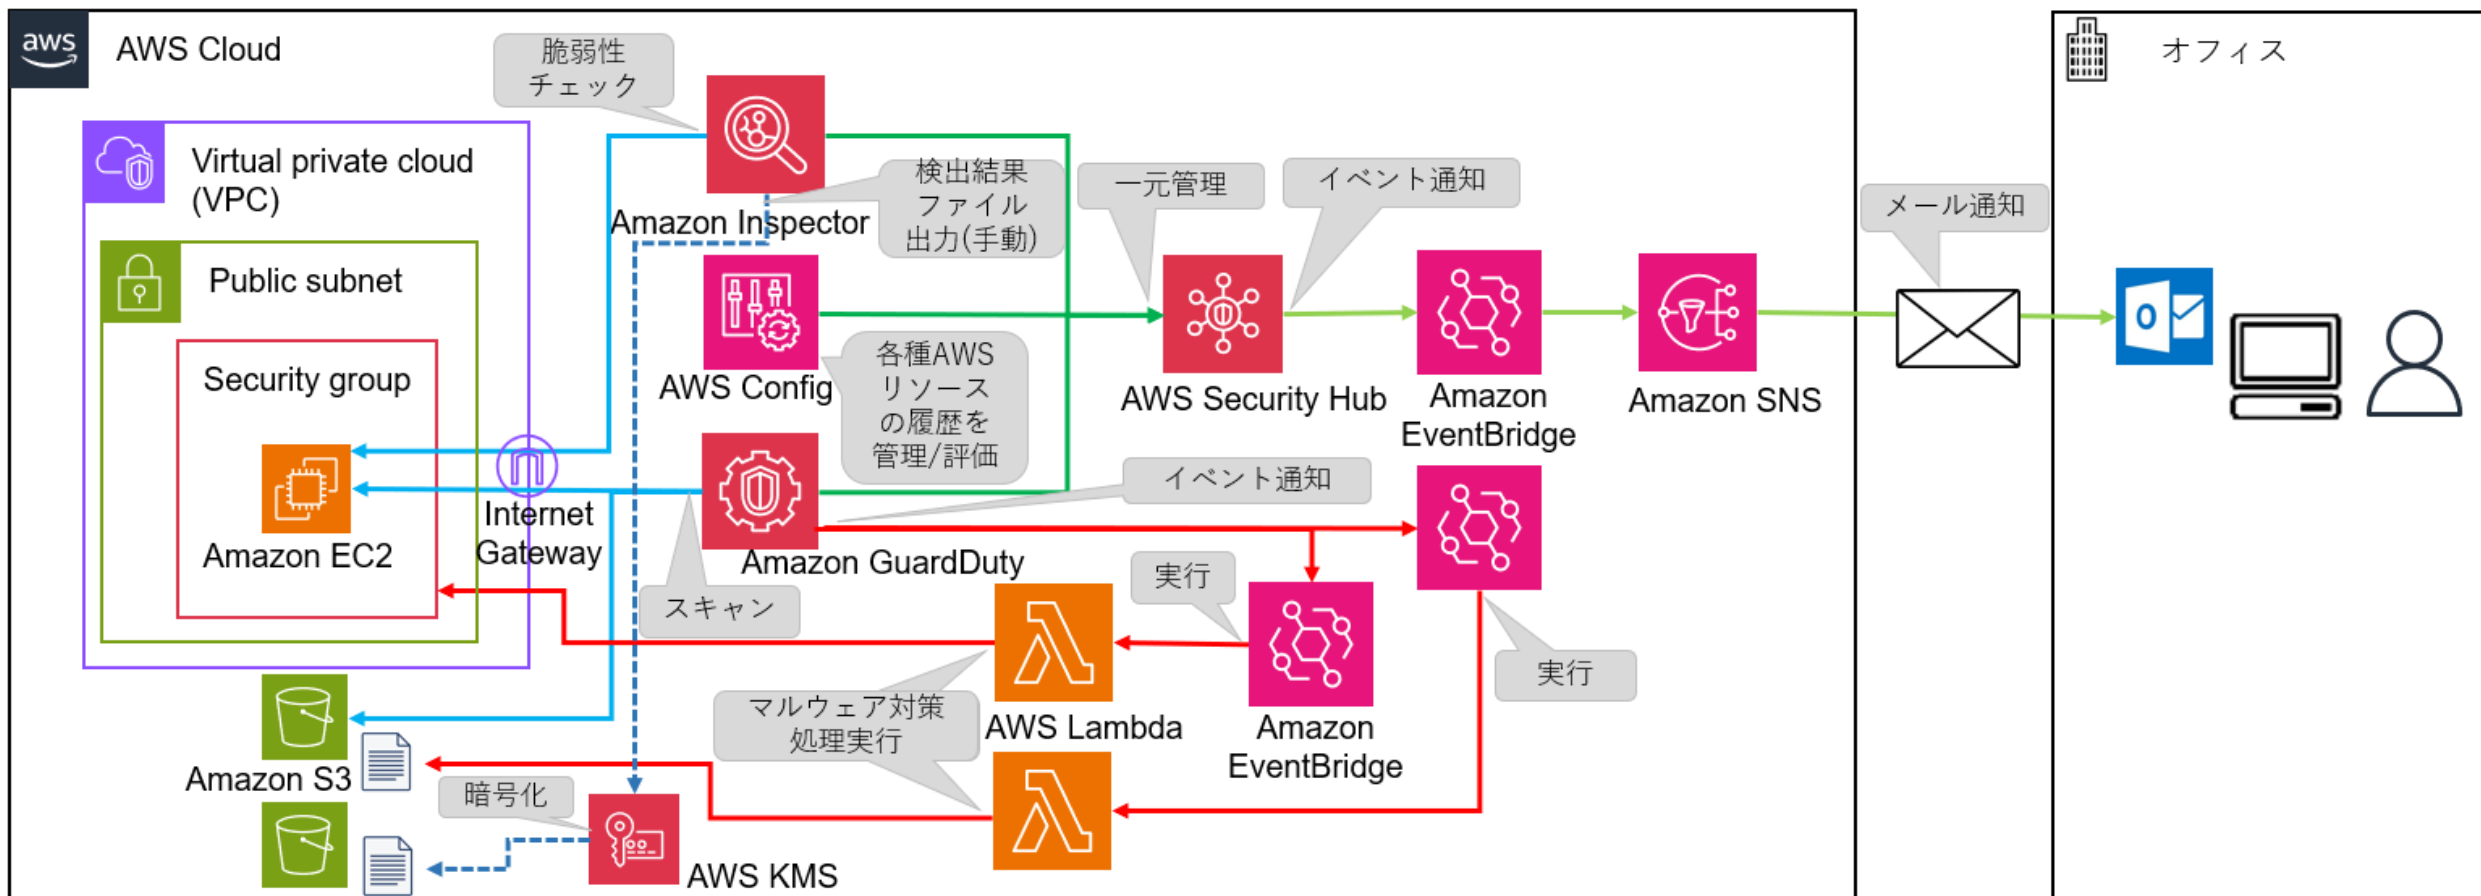 aws
AWS Cloud
オフィス
脆弱性
チェック
Virtual private cloud
(VPC)
検出結果
ファイル
出力(手動)
一元管理
イベント通知
メール通知
Amazon Inspector
Public subnet
Security group
AWS Config
各種AWS
リソース
の履歴を
管理/評価
AWS Security Hub
Amazon
EventBridge
Amazon SNS
O
イベント通知
Internet
Gateway
Amazon EC2
Amazon GuardDuty
スキャン
実行
実行
マルウェア対策
処理実行
AWS Lambda
Amazon
EventBridge
Amazon S3
暗号化
AWS KMS